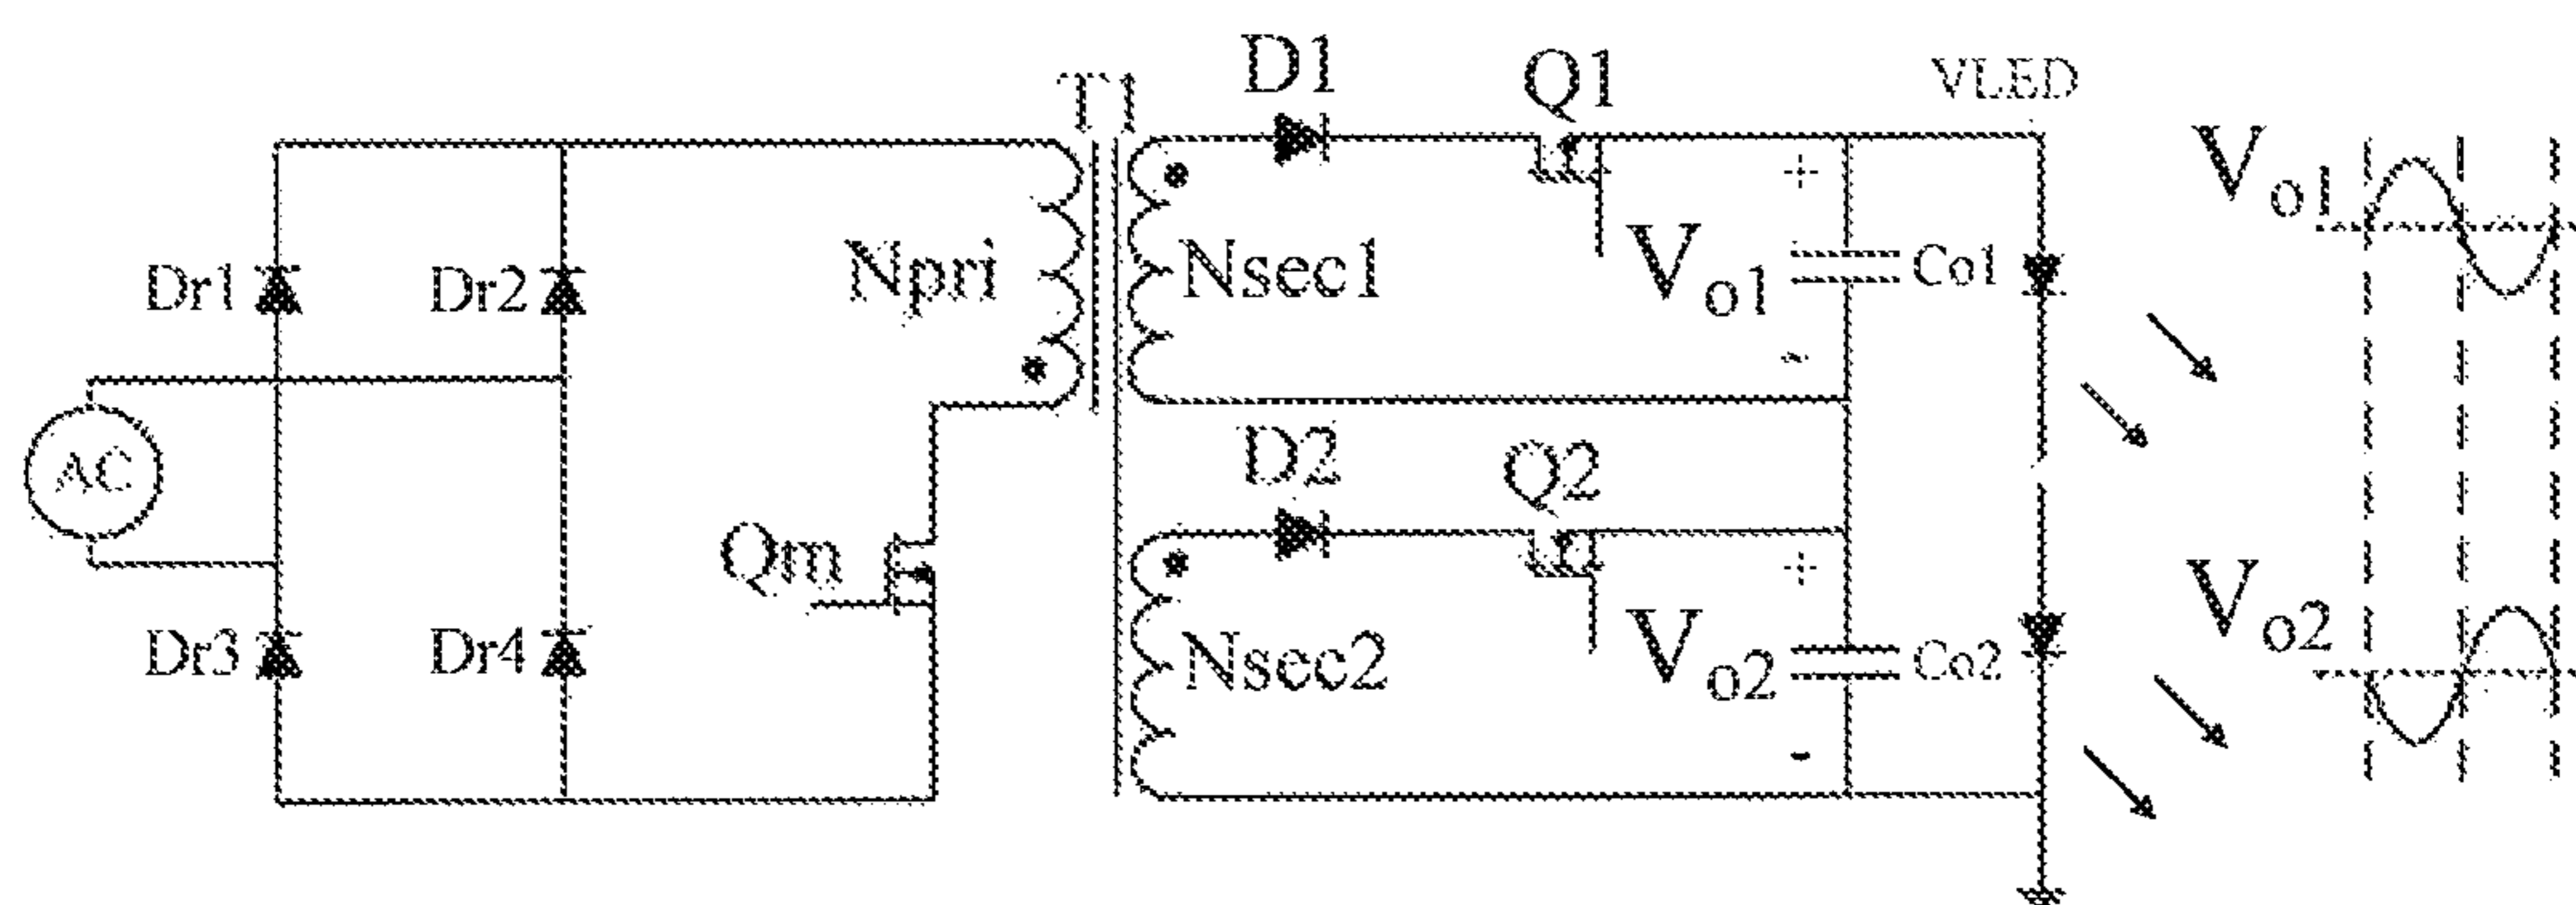 T1
D1
Q1
VLED
Vo1
Dr1
Dr2
Npri
Nsec1
+
Vo1
-
Co1
AC
D2
Q2
Qm
Dr3
Dr4
Nsec2
+
Vo2
-
Co2
Vo2